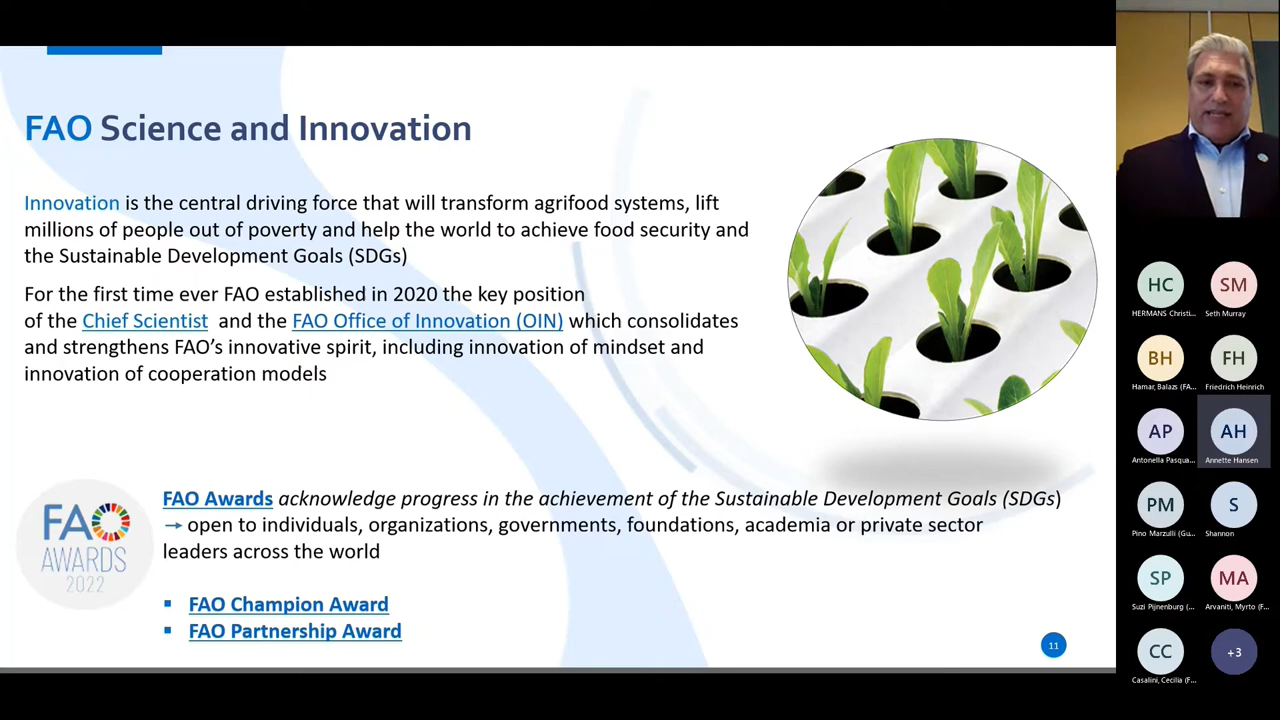 FAO Science and Innovation
Innovation is the central driving force that will transform agrifood systems, lift
millions of people out of poverty and help the world to achieve food security and
the Sustainable Development Goals (SDGs)
For the first time ever FAO established in 2020 the key position
of the Chief Scientist and the FAO Office of Innovation (OIN) which consolidates
and strengthens FAO’s innovative spirit, including innovation of mindset and
innovation of cooperation models
FAO
AWARDS
2022
FAO Awards acknowledge progress in the achievement of the Sustainable Development Goals (SDGs)
→ open to individuals, organizations, governments, foundations, academia or private sector
leaders across the world
▪ FAO Champion Award
▪ FAO Partnership Award
11
HC
HERMANS Christi...
SM
Seth Murray
BH
Hamar, Balazs (FA...
FH
Friedrich Heinrich
AP
Antonella Pasqua...
AH
Annette Hansen
PM
Pino Marzulli (Gu...
S
Shannon
SP
Suzi Pijnenburg (...
MA
Arvaniti, Myrto (F...
CC
Casalini, Cecilia (F...
+3